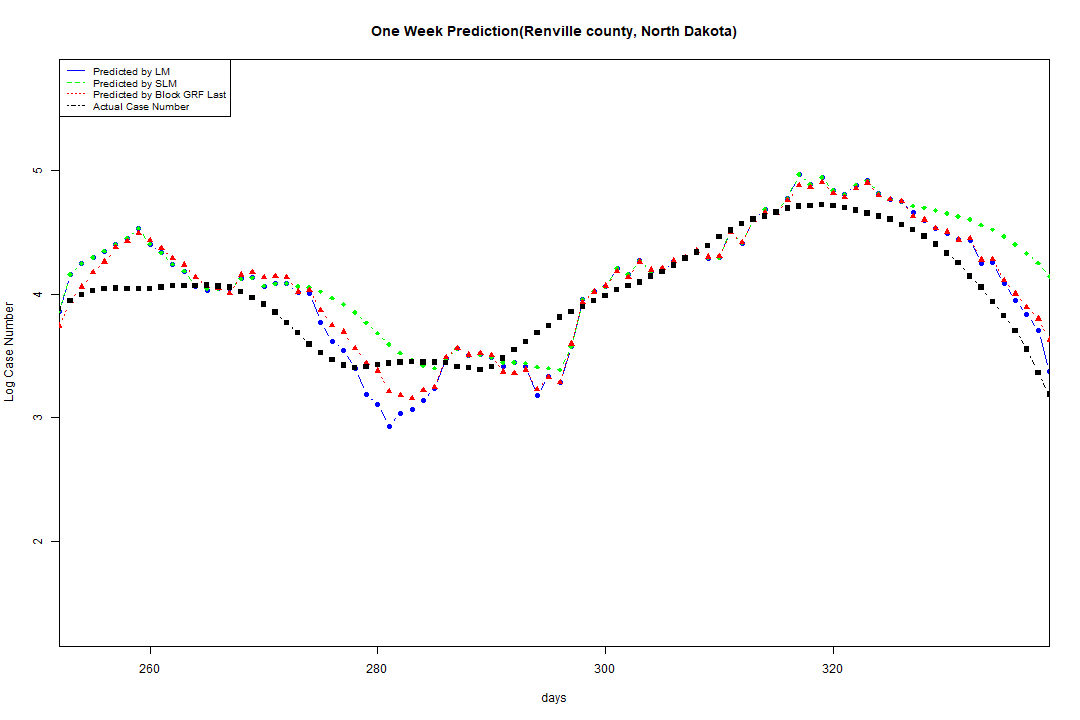 One Week Prediction(Renville county, North Dakota)
Predicted by LM
Predicted by SLM
Predicted by Block GRF Last
Actual Case Number
5
4
3
2
Log Case Number
260
280
300
320
days